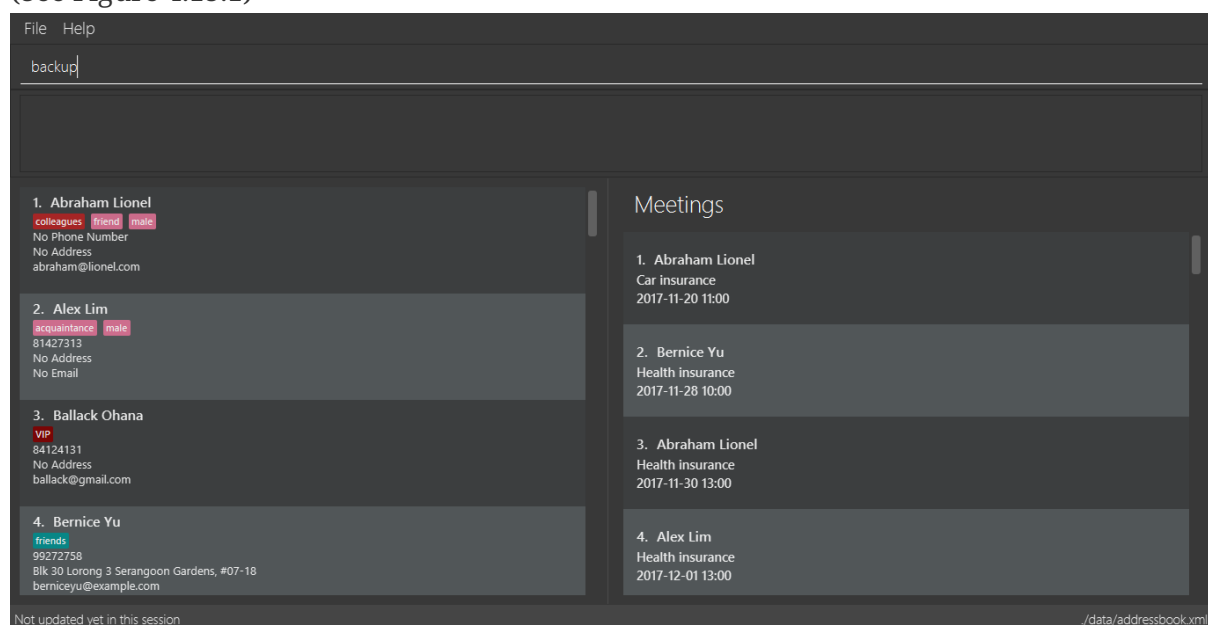 File Help
backup
1. Abraham Lionel
colleagues friend male
No Phone Number
No Address
abraham@lionel.com
2. Alex Lim
acquaintance male
81427313
No Address
No Email
3. Ballack Ohana
VIP
84124131
No Address
ballack@gmail.com
4. Bernice Yu
friends
99272758
Blk 30 Lorong 3 Serangoon Gardens, #07-18
berniceyu@example.com
Meetings
1. Abraham Lionel
Car insurance
2017-11-20 11:00
2. Bernice Yu
Health insurance
2017-11-28 10:00
3. Abraham Lionel
Health insurance
2017-11-30 13:00
4. Alex Lim
Health insurance
2017-12-01 13:00
Not updated yet in this session
./data/addressbook.xml